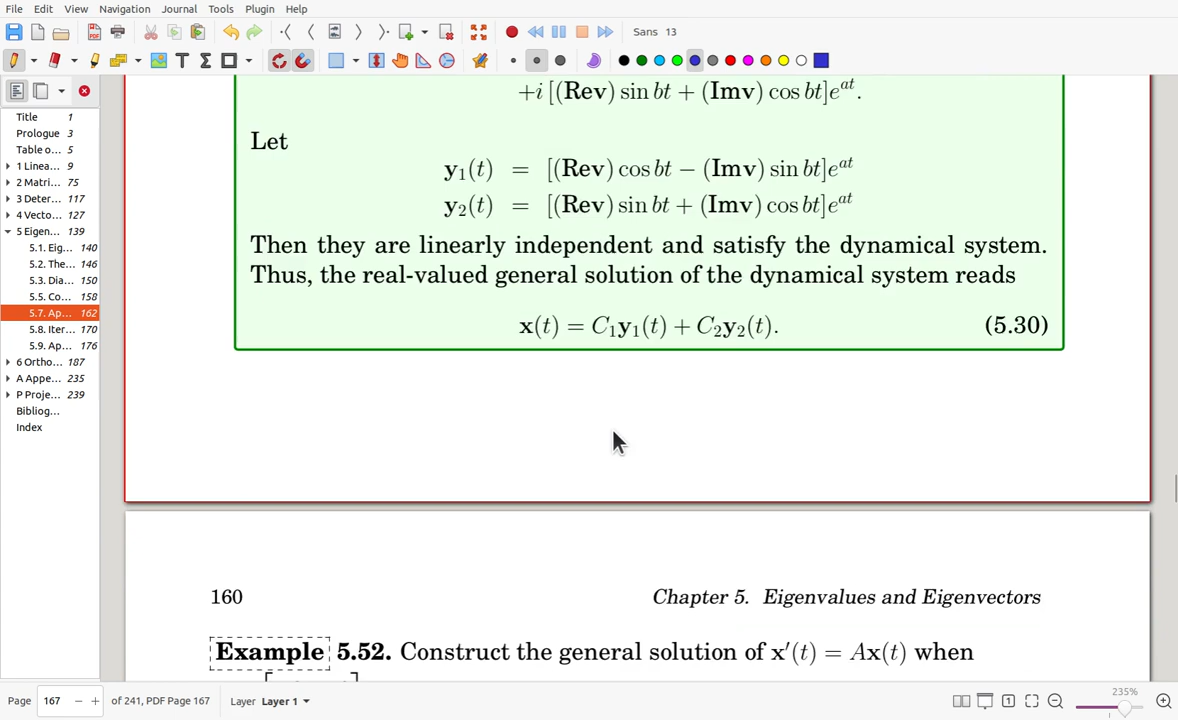 File Edit View Navigation Journal Tools Plugin Help
Sans 13
Title 1
Prologue 3
Table o... 5
1 Linea... 9
2 Matri... 75
3 Deter... 117
4 Vecto... 127
5 Eigen... 139
5.1. Eig... 140
5.2. The... 146
5.3. Dia... 150
5.5. Co... 158
5.7. Ap... 162
5.8. Iter... 170
5.9. Ap... 176
6 Ortho... 187
A Appe... 235
P Proje... 239
Bibliog...
Index
+i [(Rev) sin bt + (Imv) cos bt]e^{at}.
Let
y₁(t) = [(Rev) cos bt − (Imv) sin bt]e^{at}
y₂(t) = [(Rev) sin bt + (Imv) cos bt]e^{at}
Then they are linearly independent and satisfy the dynamical system.
Thus, the real-valued general solution of the dynamical system reads
x(t) = C₁y₁(t) + C₂y₂(t). (5.30)
160 Chapter 5. Eigenvalues and Eigenvectors
Example 5.52. Construct the general solution of x′(t) = Ax(t) when
Page 167 − + of 241, PDF Page 167 Layer Layer 1 235%